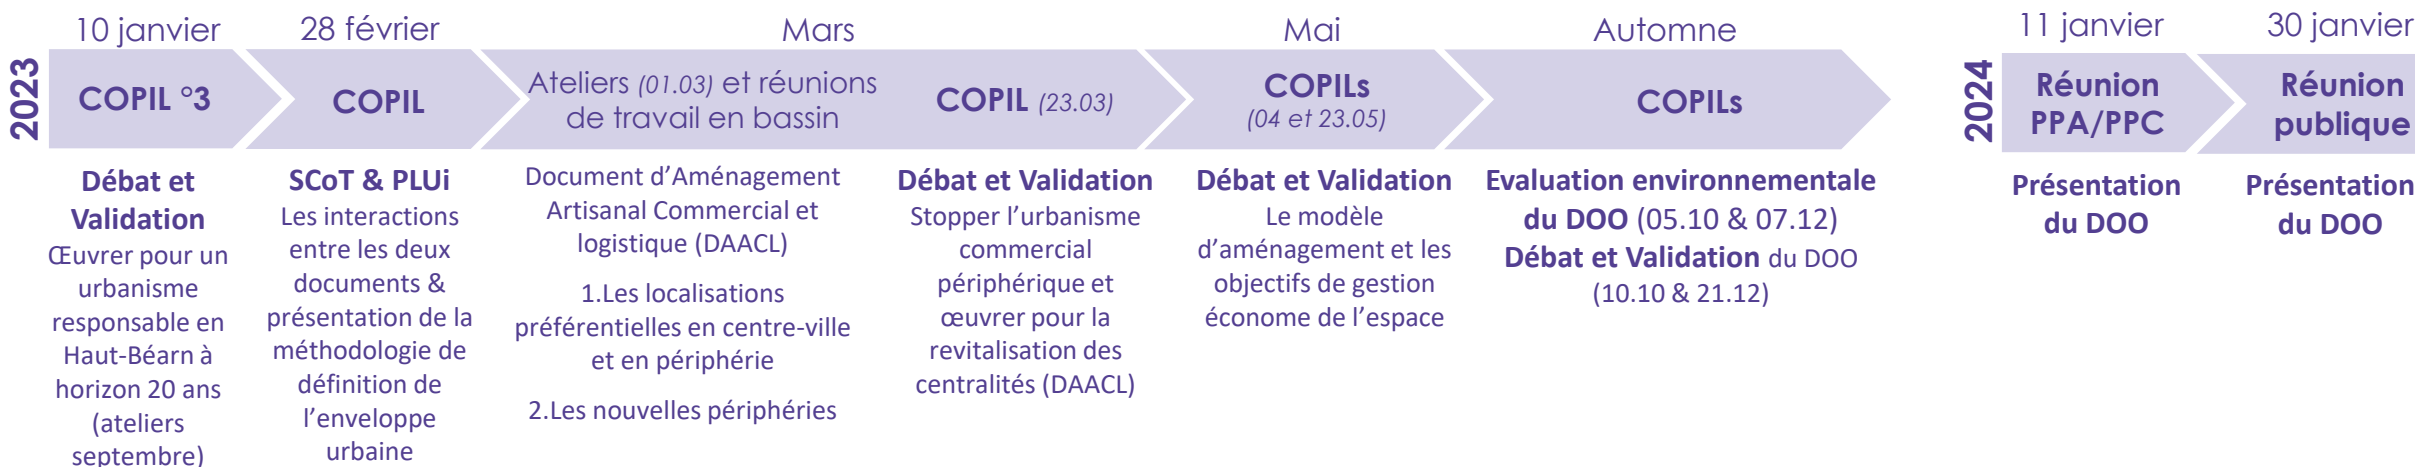 2023
10 janvier
COPIL °3
Débat et
Validation
Œuvrer pour un
urbanisme
responsable en
Haut-Béarn à
horizon 20 ans
(ateliers
septembre)
28 février
COPIL
SCoT & PLUi
Les interactions
entre les deux
documents &
présentation de la
méthodologie de
définition de
l’enveloppe
urbaine
Mars
Ateliers (01.03) et réunions
de travail en bassin
Document d’Aménagement
Artisanal Commercial et
logistique (DAACL)
1.Les localisations
préférentielles en centre-ville
et en périphérie
2.Les nouvelles périphéries
COPIL (23.03)
Débat et Validation
Stopper l’urbanisme
commercial
périphérique et
œuvrer pour la
revitalisation des
centralités (DAACL)
Mai
COPILs
(04 et 23.05)
Débat et Validation
Le modèle
d’aménagement et les
objectifs de gestion
économe de l’espace
Automne
COPILs
Evaluation environnementale
du DOO (05.10 & 07.12)
Débat et Validation du DOO
(10.10 & 21.12)
2024
11 janvier
Réunion
PPA/PPC
Présentation
du DOO
30 janvier
Réunion
publique
Présentation
du DOO